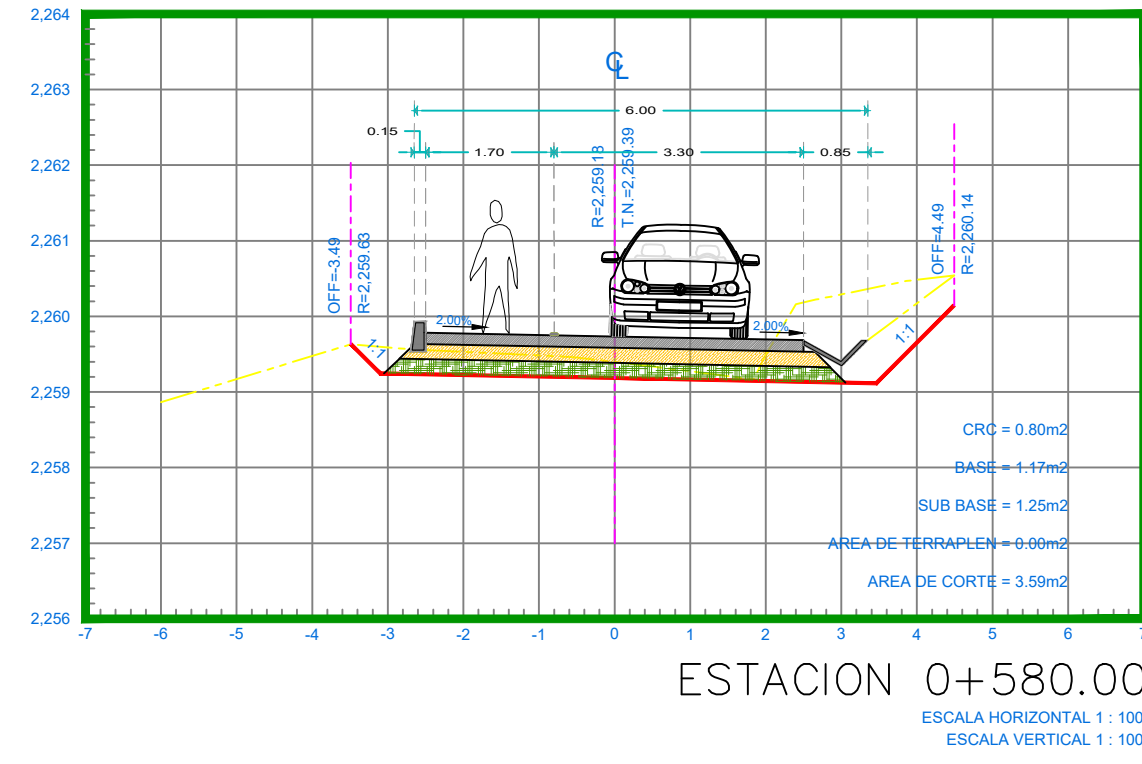 2,264
2,263
2,262
2,261
2,260
2,259
2,258
2,257
2,256
-7 -6 -5 -4 -3 -2 -1 0 1 2 3 4 5 6 7
CL
6.00
0.15
1.70
3.30
0.85
R=2,259.18
T.N.=2,259.39
OFF=-3.49
R=2,259.63
OFF=4.49
R=2,260.14
2.00%
2.00%
1:1
1:1
CRC = 0.80m2
BASE = 1.17m2
SUB BASE = 1.25m2
AREA DE TERRAPLEN = 0.00m2
AREA DE CORTE = 3.59m2
ESTACION 0+580.00
ESCALA HORIZONTAL 1 : 100
ESCALA VERTICAL 1 : 100